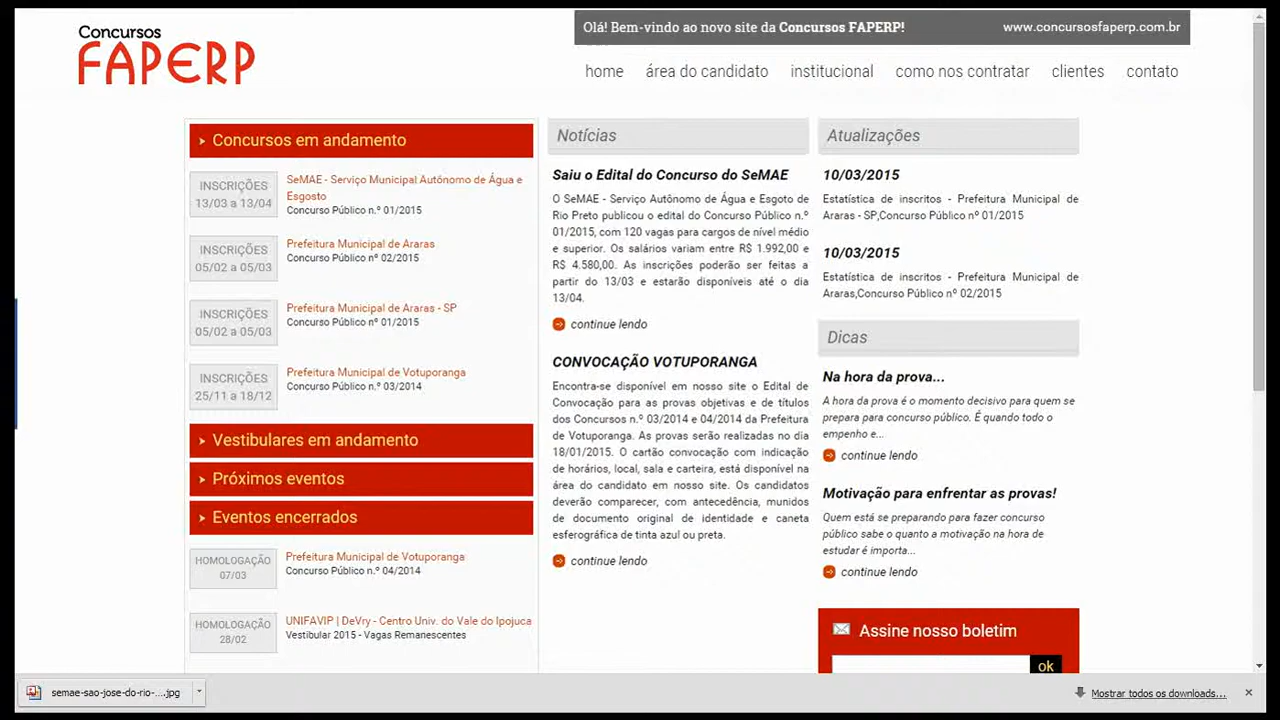 Concursos
FAPERP
Olá! Bem-vindo ao novo site da Concursos FAPERP!
www.concursosfaperp.com.br
home
área do candidato
institucional
como nos contratar
clientes
contato
Concursos em andamento
INSCRIÇÕES
13/03 a 13/04
SeMAE - Serviço Municipal Autônomo de Água e
Esgosto
Concurso Público n.º 01/2015
INSCRIÇÕES
05/02 a 05/03
Prefeitura Municipal de Araras
Concurso Público nº 02/2015
INSCRIÇÕES
05/02 a 05/03
Prefeitura Municipal de Araras - SP
Concurso Público nº 01/2015
INSCRIÇÕES
25/11 a 18/12
Prefeitura Municipal de Votuporanga
Concurso Público n.º 03/2014
Vestibulares em andamento
Próximos eventos
Eventos encerrados
HOMOLOGAÇÃO
07/03
Prefeitura Municipal de Votuporanga
Concurso Público n.º 04/2014
HOMOLOGAÇÃO
28/02
UNIFAVIP | DeVry - Centro Univ. do Vale do Ipojuca
Vestibular 2015 - Vagas Remanescentes
Notícias
Saiu o Edital do Concurso do SeMAE
O SeMAE - Serviço Autônomo de Água e Esgoto de
Rio Preto publicou o edital do Concurso Público n.º
01/2015, com 120 vagas para cargos de nível médio
e superior. Os salários variam entre R$ 1.992,00 e
R$ 4.580,00. As inscrições poderão ser feitas a
partir do 13/03 e estarão disponíveis até o dia
13/04.
continue lendo
CONVOCAÇÃO VOTUPORANGA
Encontra-se disponível em nosso site o Edital de
Convocação para as provas objetivas e de títulos
dos Concursos n.º 03/2014 e 04/2014 da Prefeitura
de Votuporanga. As provas serão realizadas no dia
18/01/2015. O cartão convocação com indicação
de horários, local, sala e carteira, está disponível na
área do candidato em nosso site. Os candidatos
deverão comparecer, com antecedência, munidos
de documento original de identidade e caneta
esferográfica de tinta azul ou preta.
continue lendo
Atualizações
10/03/2015
Estatística de inscritos - Prefeitura Municipal de
Araras - SP,Concurso Público nº 01/2015
10/03/2015
Estatística de inscritos - Prefeitura Municipal de
Araras,Concurso Público nº 02/2015
Dicas
Na hora da prova...
A hora da prova é o momento decisivo para quem se
prepara para concurso público. É quando todo o
empenho e...
continue lendo
Motivação para enfrentar as provas!
Quem está se preparando para fazer concurso
público sabe o quanto a motivação na hora de
estudar é importa...
continue lendo
Assine nosso boletim
ok
semae-sao-jose-do-rio-....jpg
Mostrar todos os downloads...